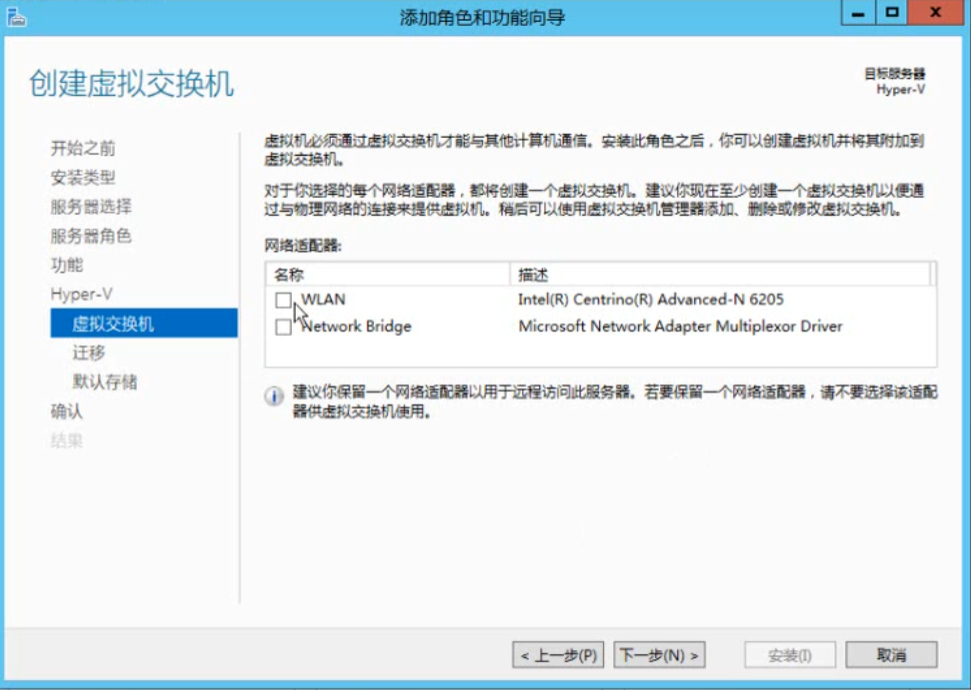 添加角色和功能向导
创建虚拟交换机
目标服务器
Hyper-V
开始之前
安装类型
服务器选择
服务器角色
功能
Hyper-V
虚拟交换机
迁移
默认存储
确认
结果
虚拟机必须通过虚拟交换机才能与其他计算机通信。安装此角色之后，你可以创建虚拟机并将其附加到
虚拟交换机。
对于你选择的每个网络适配器，都将创建一个虚拟交换机。建议你现在至少创建一个虚拟交换机以便通
过与物理网络的连接来提供虚拟机。稍后可以使用虚拟交换机管理器添加、删除或修改虚拟交换机。
网络适配器:
名称 描述
WLAN Intel(R) Centrino(R) Advanced-N 6205
Network Bridge Microsoft Network Adapter Multiplexor Driver
建议你保留一个网络适配器以用于远程访问此服务器。若要保留一个网络适配器，请不要选择该适配
器供虚拟交换机使用。
< 上一步(P) 下一步(N) > 安装(I) 取消